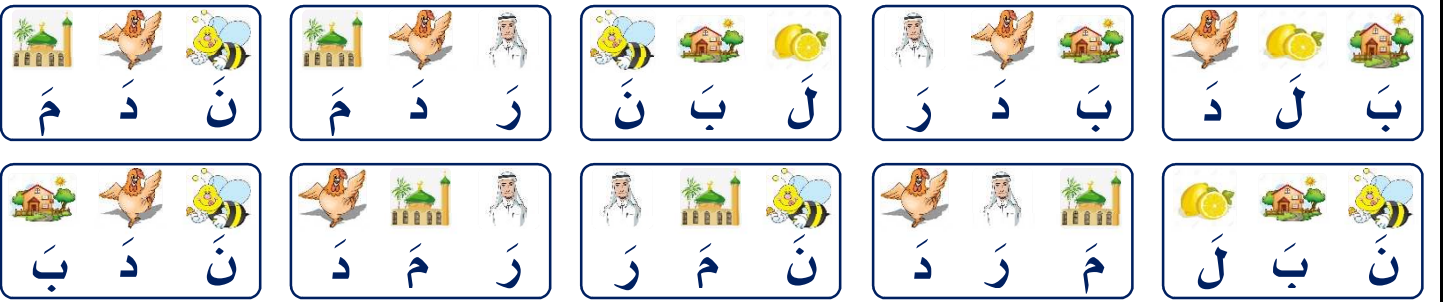 بَ لَ دَ بَ دَ رَ لَ بَ نَ رَ دَ مَ نَ دَ مَ
نَ بَ لَ مَ رَ دَ نَ مَ رَ رَ مَ دَ نَ دَ بَ